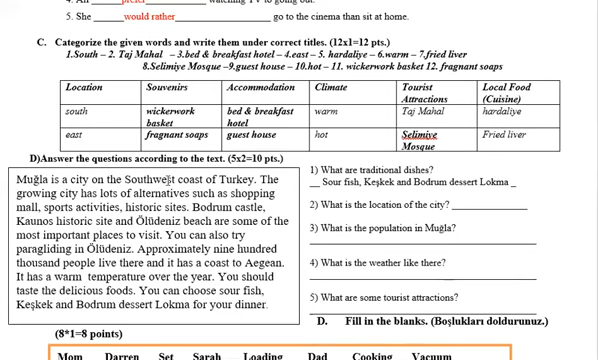 4. Ali ______prefer______________ watching TV to going out.
5. She _____would rather____________________ go to the cinema than sit at home.
C. Categorize the given words and write them under correct titles. (12x1=12 pts.)
1.South – 2. Taj Mahal – 3.bed & breakfast hotel – 4.east – 5. hardaliye – 6.warm – 7.fried liver
8.Selimiye Mosque –9.guest house – 10.hot – 11. wickerwork basket 12. fragnant soaps
Location Souvenirs Accommodation Climate Tourist Attractions Local Food (Cuisine)
south wickerwork basket bed & breakfast hotel warm Taj Mahal hardaliye
east fragnant soaps guest house hot Selimiye Mosque Fried liver
D)Answer the questions according to the text. (5x2=10 pts.)
Muğla is a city on the Southwest coast of Turkey. The
growing city has lots of alternatives such as shopping
mall, sports activities, historic sites. Bodrum castle,
Kaunos historic site and Ölüdeniz beach are some of the
most important places to visit. You can also try
paragliding in Ölüdeniz. Approximately nine hundred
thousand people live there and it has a coast to Aegean.
It has a warm temperature over the year. You should
taste the delicious foods. You can choose sour fish,
Keşkek and Bodrum dessert Lokma for your dinner.
1) What are traditional dishes?
__ Sour fish, Keşkek and Bodrum dessert Lokma _
2) What is the location of the city? ______________
3) What is the population in Muğla?
4) What is the weather like there?
5) What are some tourist attractions?
D. Fill in the blanks. (Boşlukları doldurunuz.)
(8*1=8 points)
Mom Darren Set Sarah Loading Dad Cooking Vacuum